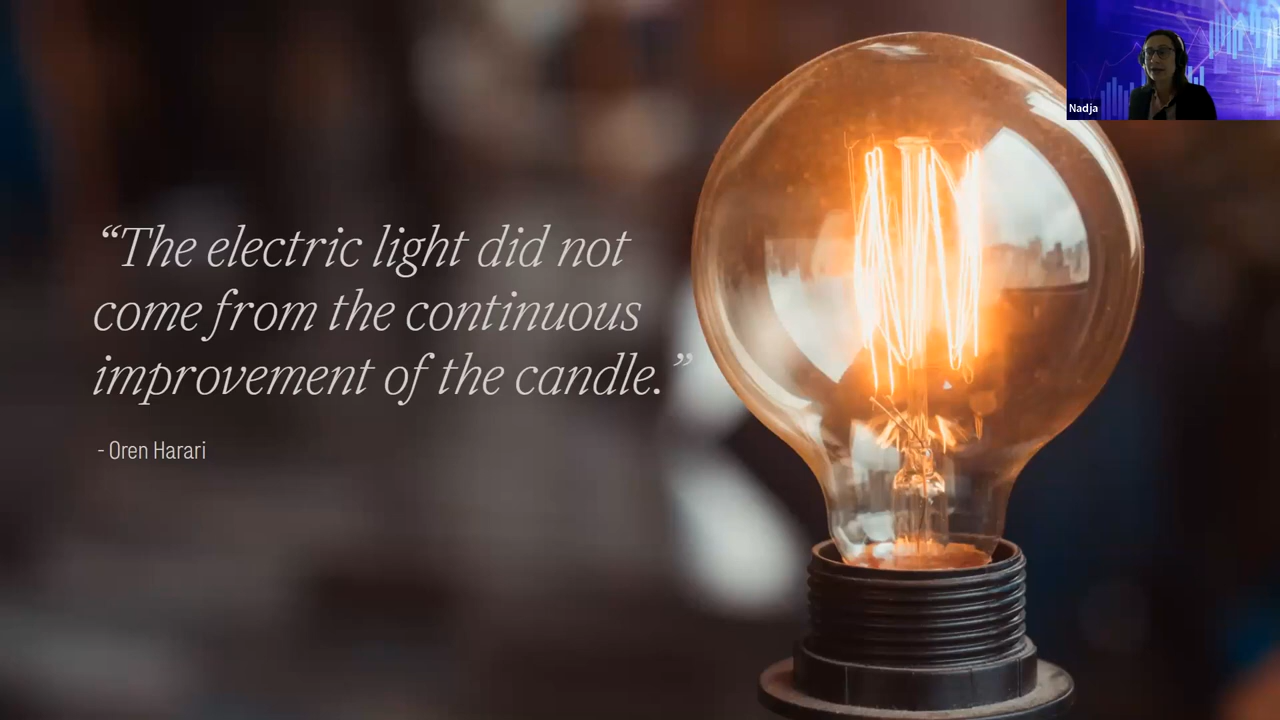 “The electric light did not
come from the continuous
improvement of the candle.”
- Oren Harari
Nadja